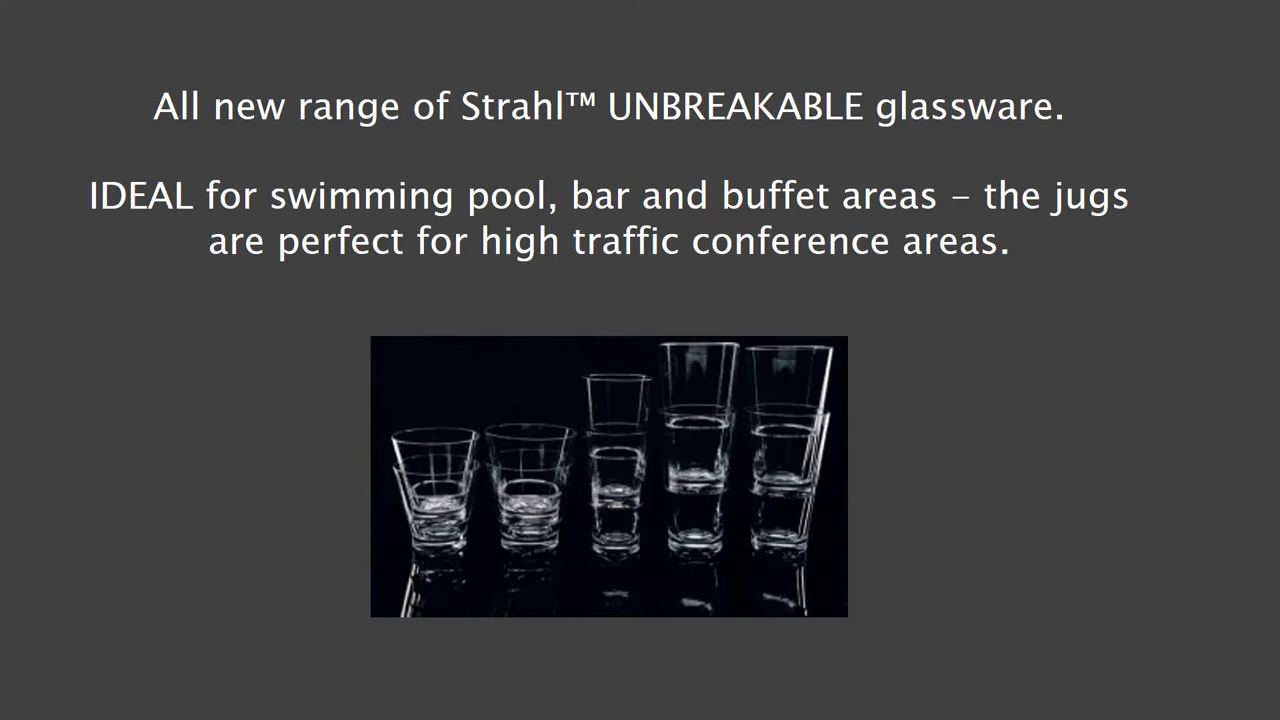 All new range of Strahl™ UNBREAKABLE glassware.
IDEAL for swimming pool, bar and buffet areas – the jugs
are perfect for high traffic conference areas.